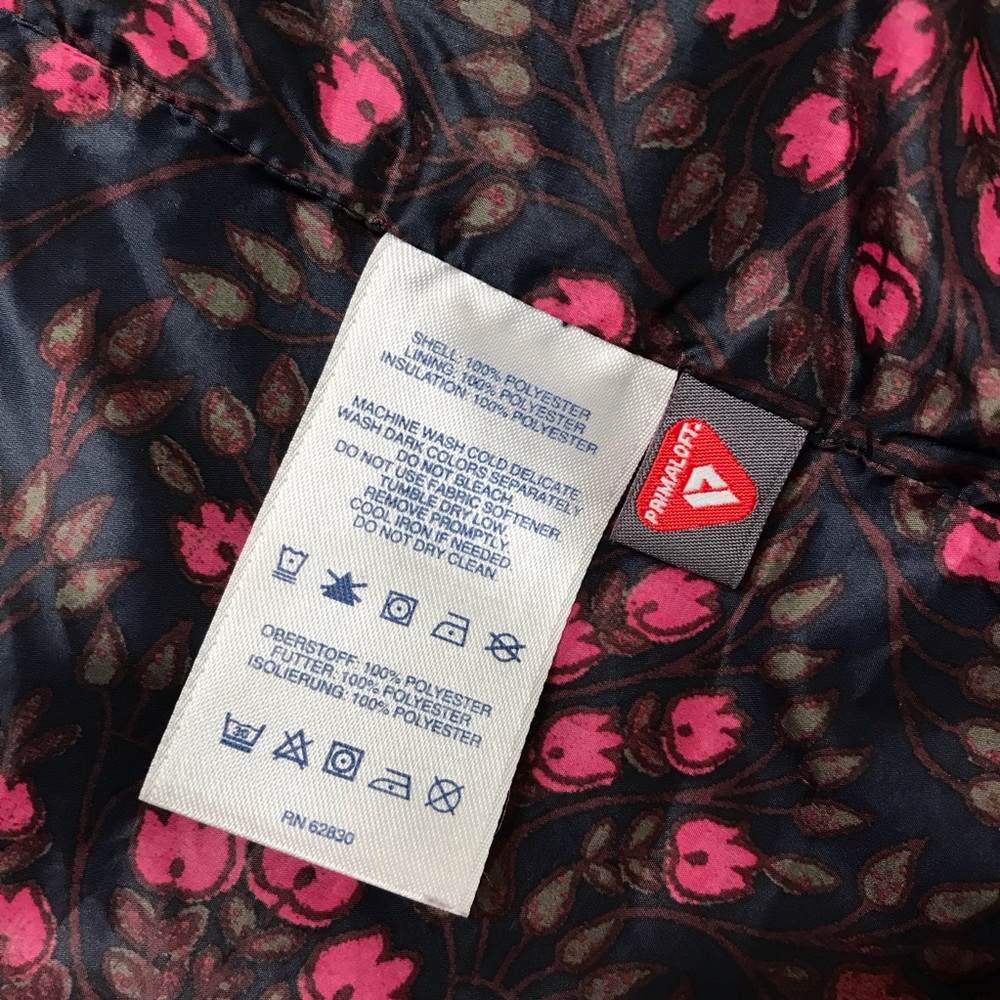 SHELL: 100% POLYESTER
LINING: 100% POLYESTER
INSULATION: 100% POLYESTER
MACHINE WASH COLD DELICATE
WASH DARK COLORS SEPARATELY
DO NOT BLEACH
DO NOT USE FABRIC SOFTENER
TUMBLE DRY LOW.
REMOVE PROMPTLY.
COOL IRON IF NEEDED
DO NOT DRY CLEAN
OBERSTOFF: 100% POLYESTER
FUTTER: 100% POLYESTER
ISOLIERUNG: 100% POLYESTER
30
RN 62830
PRIMALOFT